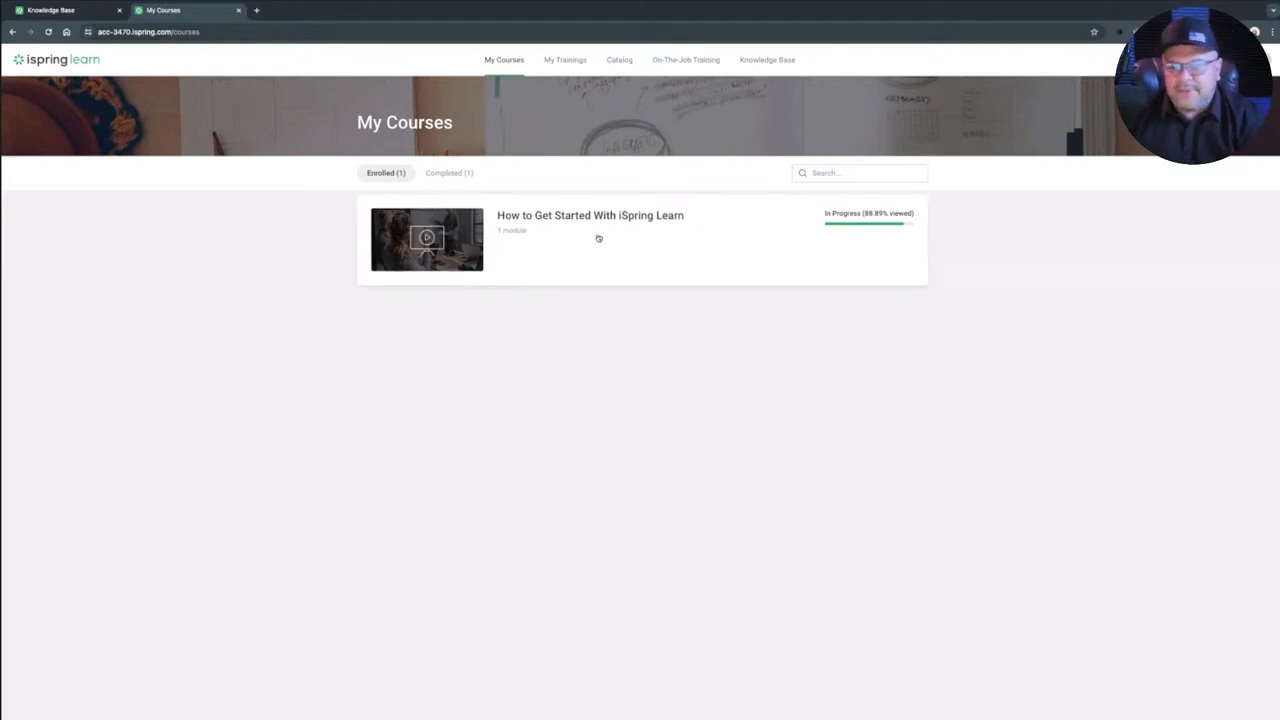 Knowledge Base
My Courses
acc-3470.ispring.com/courses
ispring learn
My Courses
My Trainings
Catalog
On-The-Job Training
Knowledge Base
KEYBOARD
My Courses
Enrolled (1)
Completed (1)
Search...
How to Get Started With iSpring Learn
1 module
In Progress (88.89% viewed)